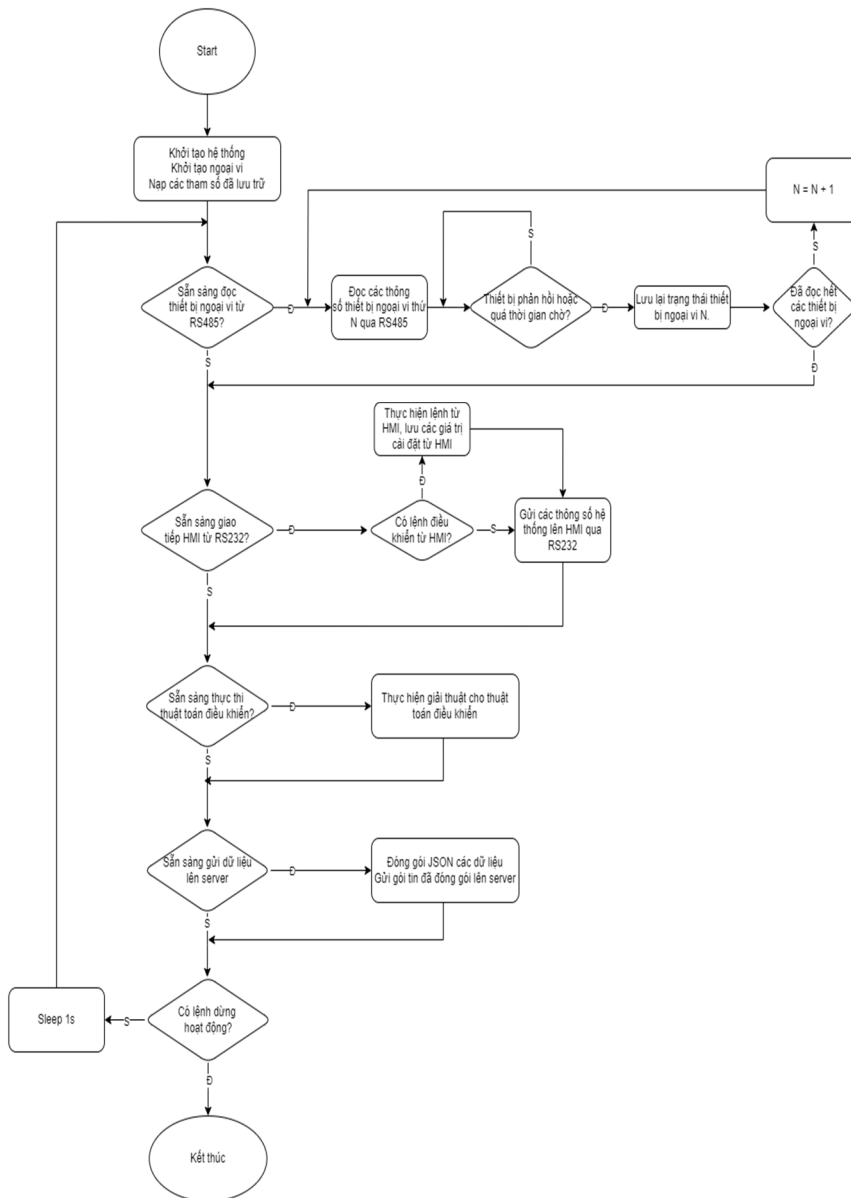 Start
Khởi tạo hệ thống
Khởi tạo ngoại vi
Nạp các tham số đã lưu trữ
N = N + 1
S
S
Sẵn sàng đọc
thiết bị ngoại vi từ
RS485?
Đ
Đọc các thông
số thiết bị ngoại vi thứ
N qua RS485
Thiết bị phản hồi hoặc
quá thời gian chờ?
Đ
Lưu lại trạng thái thiết
bị ngoại vi N.
Đã đọc hết
các thiết bị
ngoại vi?
S
Đ
Thực hiện lệnh từ
HMI, lưu các giá trị
cài đặt từ HMI
Đ
Sẵn sàng giao
tiếp HMI từ RS232?
Đ
Có lệnh điều
khiển từ HMI?
S
Gửi các thông số hệ
thống lên HMI qua
RS232
S
Sẵn sàng thực thi
thuật toán điều khiển?
Đ
Thực hiện giải thuật cho thuật
toán điều khiển
S
Sẵn sàng gửi dữ liệu
lên server
Đ
Đóng gói JSON các dữ liệu
Gửi gói tin đã đóng gói lên server
S
Sleep 1s
S
Có lệnh dừng
hoạt động?
Đ
Kết thúc